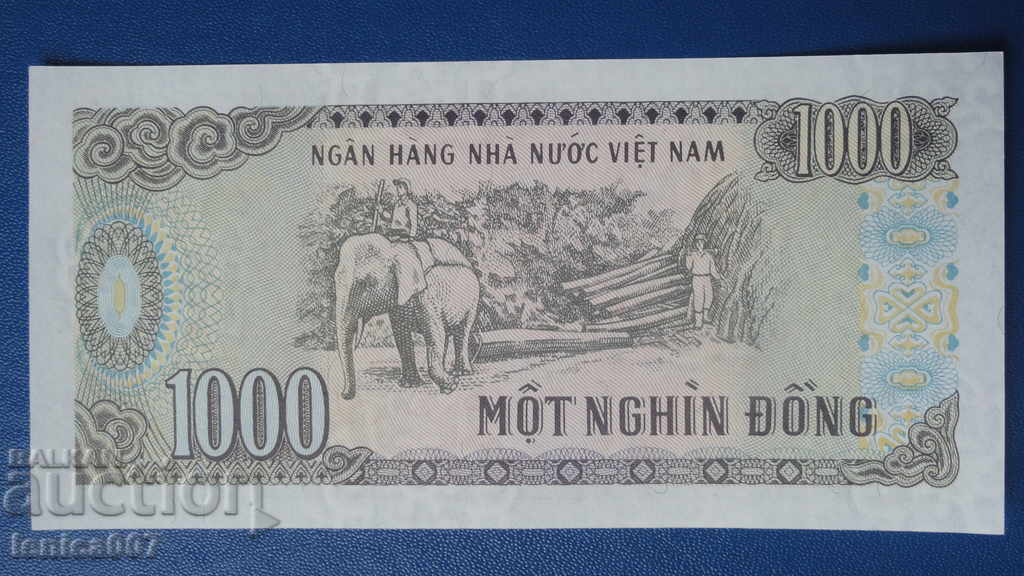 1000
NGÂN HÀNG NHÀ NƯỚC VIỆT NAM
1000
MỘT NGHÌN ĐỒNG
BALKAN
auction
lenica007